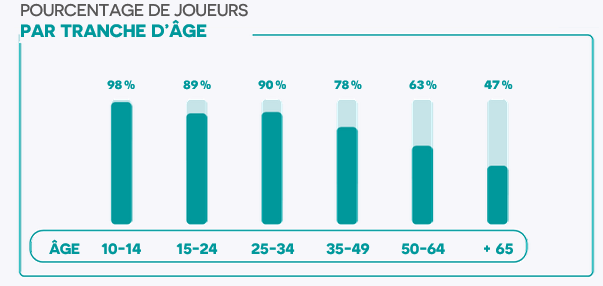 POURCENTAGE DE JOUEURS
PAR TRANCHE D'ÂGE
98% 89% 90% 78% 63% 47%
ÂGE 10-14 15-24 25-34 35-49 50-64 + 65